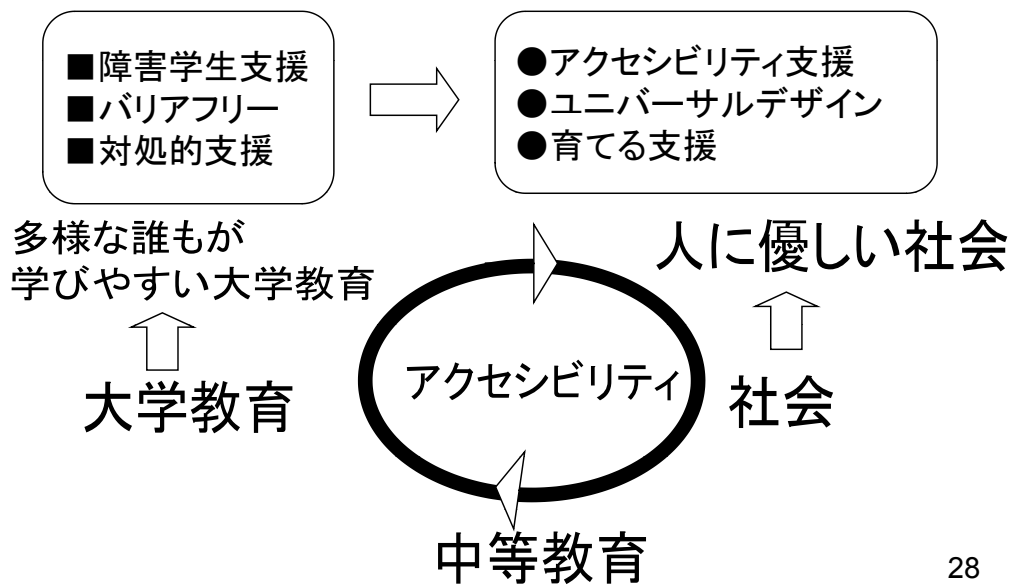 ■障害学生支援
■バリアフリー
■対処的支援
●アクセシビリティ支援
●ユニバーサルデザイン
●育てる支援
多様な誰もが
学びやすい大学教育
人に優しい社会
大学教育
アクセシビリティ
社会
中等教育
28